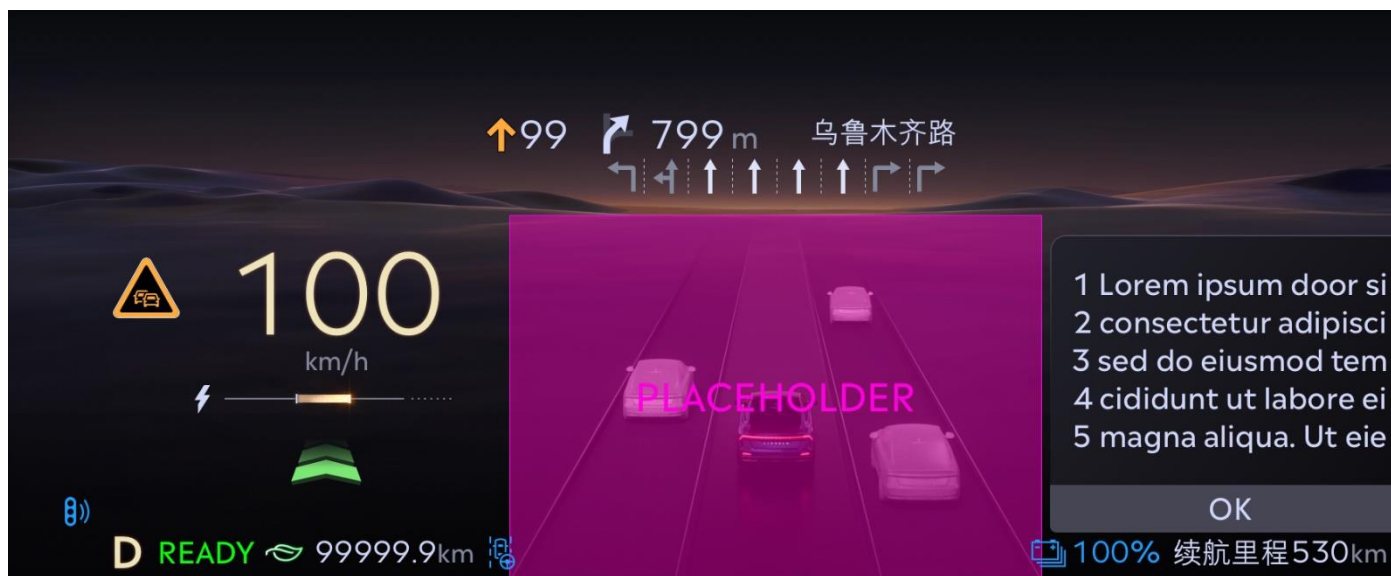 99 799 m 乌鲁木齐路
100
km/h
PLACEHOLDER
1 Lorem ipsum door si
2 consectetur adipisci
3 sed do eiusmod tem
4 cididunt ut labore ei
5 magna aliqua. Ut eie
OK
D READY 99999.9km
100% 续航里程530km